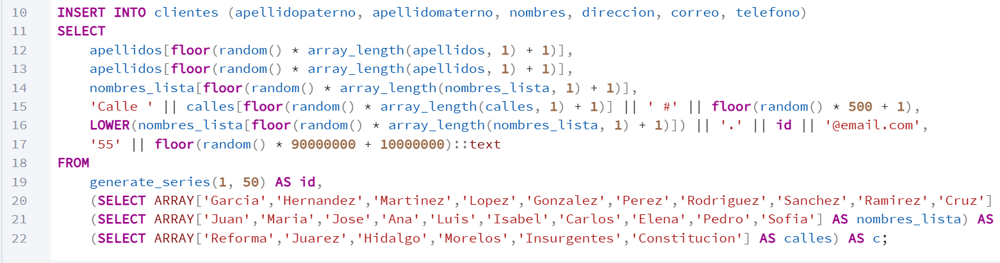 10 INSERT INTO clientes (apellidopaterno, apellidomaterno, nombres, direccion, correo, telefono)
11 SELECT
12     apellidos[floor(random() * array_length(apellidos, 1) + 1)],
13     apellidos[floor(random() * array_length(apellidos, 1) + 1)],
14     nombres_lista[floor(random() * array_length(nombres_lista, 1) + 1)],
15     'Calle ' || calles[floor(random() * array_length(calles, 1) + 1)] || ' #' || floor(random() * 500 + 1),
16     LOWER(nombres_lista[floor(random() * array_length(nombres_lista, 1) + 1)]) || '.' || id || '@email.com',
17     '55' || floor(random() * 90000000 + 10000000)::text
18 FROM
19     generate_series(1, 50) AS id,
20     (SELECT ARRAY['Garcia','Hernandez','Martinez','Lopez','Gonzalez','Perez','Rodriguez','Sanchez','Ramirez','Cruz']
21     (SELECT ARRAY['Juan','Maria','Jose','Ana','Luis','Isabel','Carlos','Elena','Pedro','Sofia'] AS nombres_lista) AS
22     (SELECT ARRAY['Reforma','Juarez','Hidalgo','Morelos','Insurgentes','Constitucion'] AS calles) AS c;